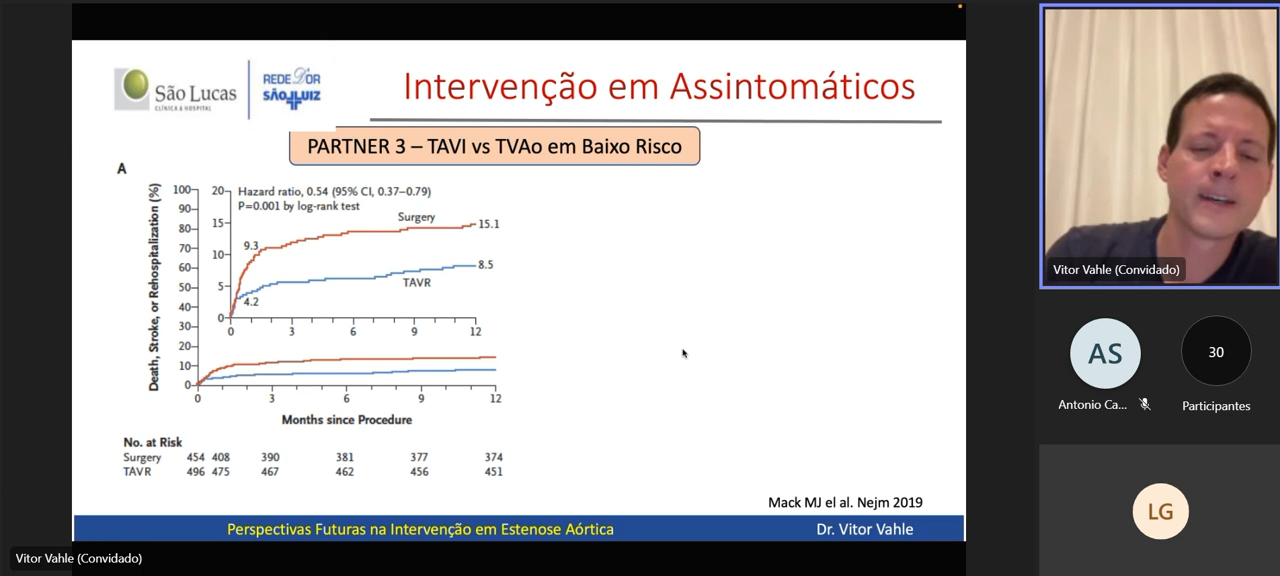 São Lucas
CLÍNICA & HOSPITAL
REDE D'OR
SÃO LUIZ
Intervenção em Assintomáticos
PARTNER 3 – TAVI vs TVAo em Baixo Risco
A
Death, Stroke, or Rehospitalization (%)
100
90
80
70
60
50
40
30
20
10
0
20
15
10
5
0
Hazard ratio, 0.54 (95% CI, 0.37–0.79)
P=0.001 by log-rank test
Surgery
15.1
9.3
8.5
TAVR
4.2
0 3 6 9 12
0 3 6 9 12
Months since Procedure
No. at Risk
Surgery 454 408 390 381 377 374
TAVR 496 475 467 462 456 451
Mack MJ el al. Nejm 2019
Perspectivas Futuras na Intervenção em Estenose Aórtica Dr. Vitor Vahle
Vitor Vahle (Convidado)
Vitor Vahle (Convidado)
AS
Antonio Ca...
30
Participantes
LG